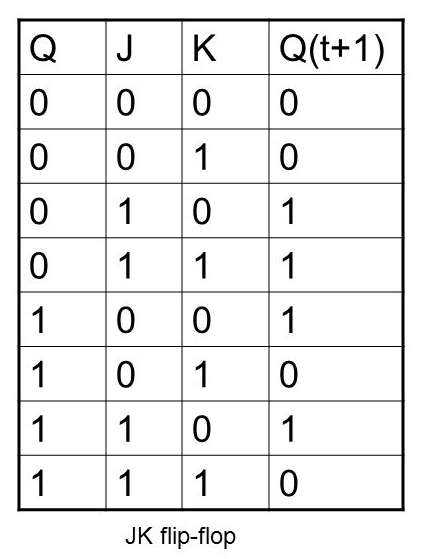 Q J K Q(t+1)
0 0 0 0
0 0 1 0
0 1 0 1
0 1 1 1
1 0 0 1
1 0 1 0
1 1 0 1
1 1 1 0
JK flip-flop